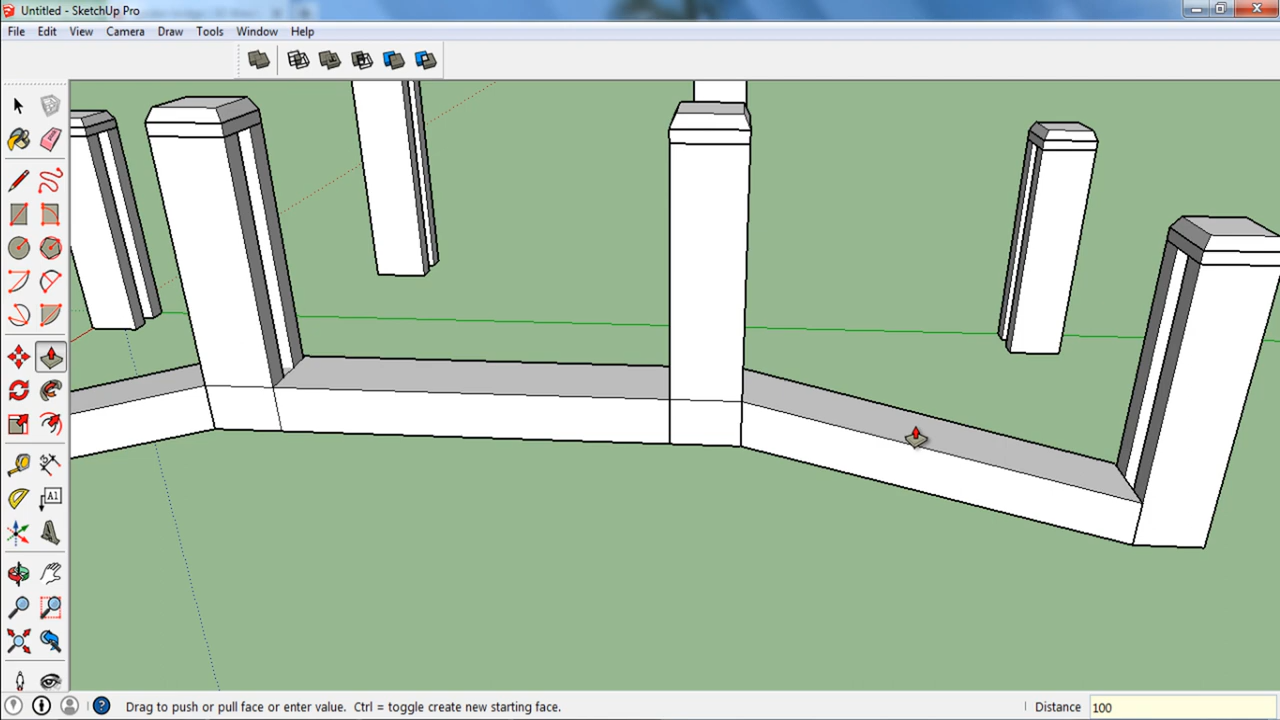 Untitled - SketchUp Pro
File Edit View Camera Draw Tools Window Help
A1
Drag to push or pull face or enter value. Ctrl = toggle create new starting face. Distance 100